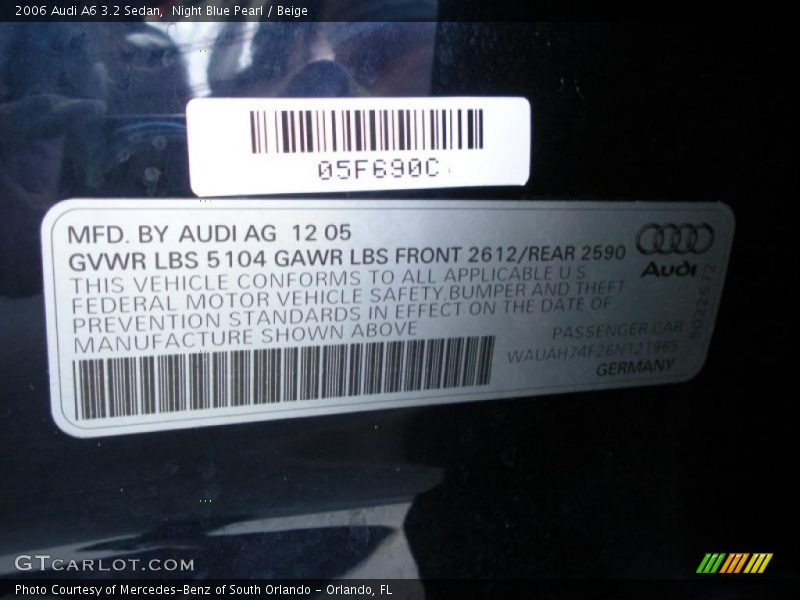 2006 Audi A6 3.2 Sedan,  Night Blue Pearl / Beige
05F690C
MFD. BY AUDI AG  12 05
GVWR LBS 5104 GAWR LBS FRONT 2612/REAR 2590
THIS VEHICLE CONFORMS TO ALL APPLICABLE U S
FEDERAL MOTOR VEHICLE SAFETY,BUMPER AND THEFT
PREVENTION STANDARDS IN EFFECT ON THE DATE OF
MANUFACTURE SHOWN ABOVE
Audi
PASSENGER CAR
WAUAH74F26N121965
GERMANY
GTCARLOT.COM
Photo Courtesy of Mercedes-Benz of South Orlando - Orlando, FL